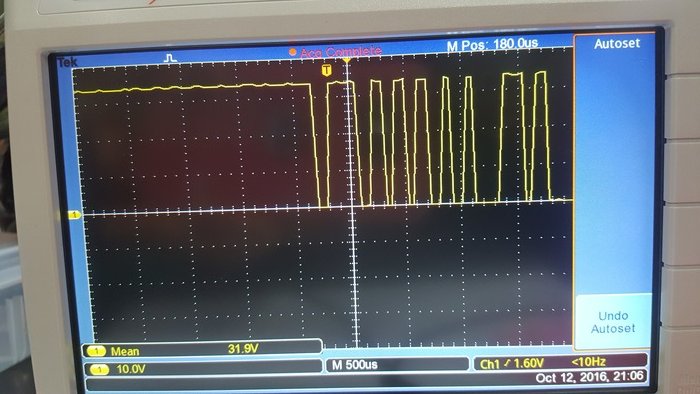 Tek
Acq Complete
M Pos: 180.0us
Autoset
T
1
Undo
Autoset
1 Mean 31.9V
1 10.0V
M 500us
Ch1 1.60V <10Hz
Oct 12, 2016, 21:06